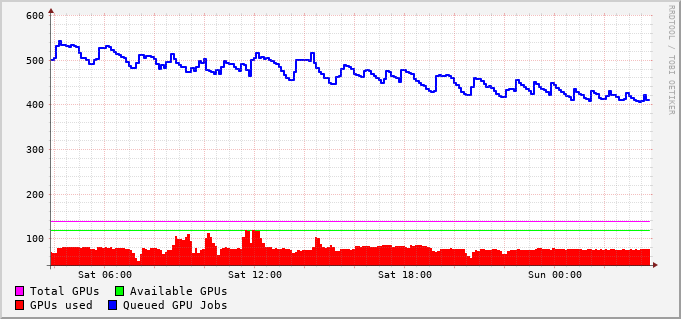 600
500
400
300
200
100
Sat 06:00 Sat 12:00 Sat 18:00 Sun 00:00
Total GPUs Available GPUs
GPUs used Queued GPU Jobs
RRDTOOL / TOBI OETIKER